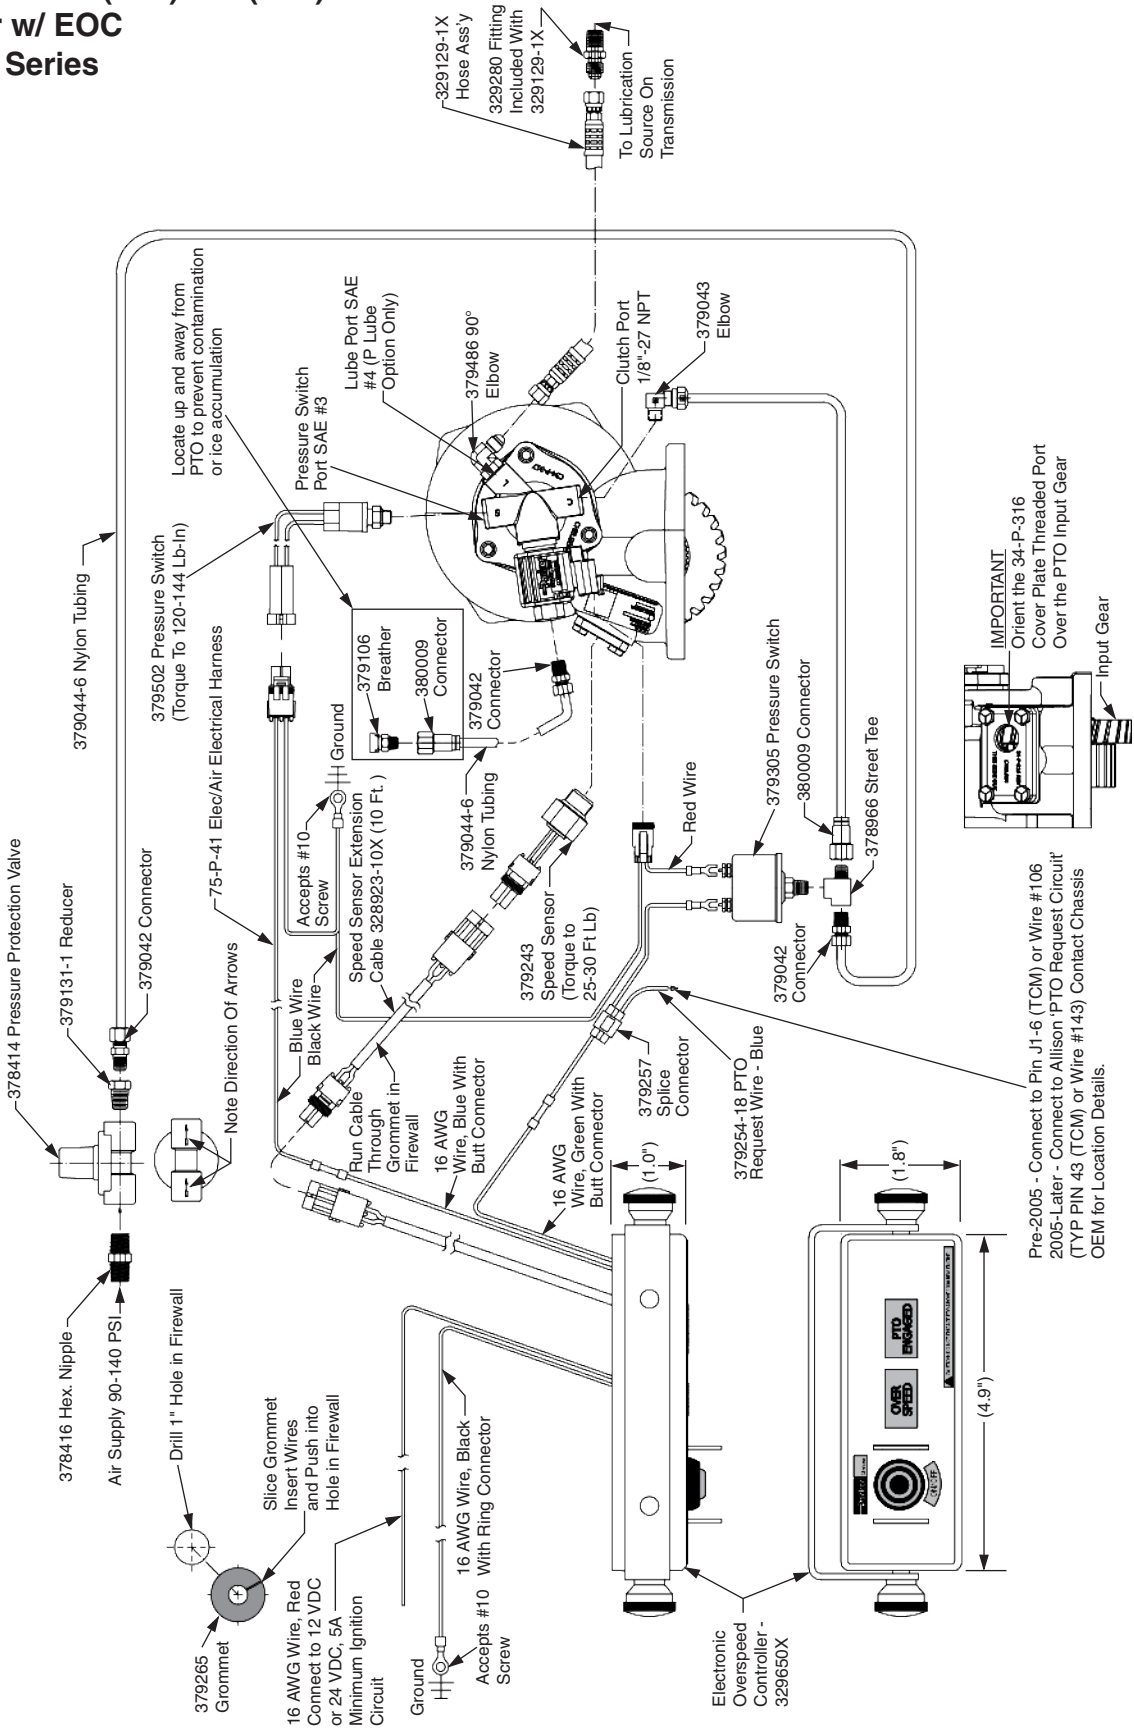 w/ EOC
Series
378414 Pressure Protection Valve
379131-1 Reducer
379042 Connector
Note Direction Of Arrows
378416 Hex. Nipple
Air Supply 90-140 PSI
Drill 1" Hole in Firewall
Slice Grommet
Insert Wires
and Push into
Hole in Firewall
379265
Grommet
379044-6 Nylon Tubing
379502 Pressure Switch
(Torque To 120-144 Lb-In)
75-P-41 Elec/Air Electrical Harness
Locate up and away from
PTO to prevent contamination
or ice accumulation
Pressure Switch
Port SAE #3
Lube Port SAE
#4 (P Lube
Option Only)
379486 90°
Elbow
329129-1X
Hose Ass'y
329280 Fitting
Included With
329129-1X
To Lubrication
Source On
Transmission
Clutch Port
1/8"-27 NPT
379043
Elbow
S
L
C
379106
Breather
380009
Connector
379042
Connector
379044-6
Nylon Tubing
Ground
Accepts #10
Screw
Blue Wire
Black Wire
Speed Sensor Extension
Cable 328923-10X (10 Ft.)
379243
Speed Sensor
(Torque to
25-30 Ft Lb)
Run Cable
Through
Grommet in
Firewall
16 AWG
Wire, Blue With
Butt Connector
16 AWG
Wire, Green With
Butt Connector
379257
Splice
Connector
379254-18 PTO
Request Wire - Blue
Red Wire
379305 Pressure Switch
380009 Connector
378966 Street Tee
379042
Connector
IMPORTANT
Orient the 34-P-316
Cover Plate Threaded Port
Over the PTO Input Gear
Input Gear
Pre-2005 - Connect to Pin J1-6 (TCM) or Wire #106
2005-Later - Connect to Allison 'PTO Request Circuit'
(TYP PIN 43 (TCM) or Wire #143) Contact Chassis
OEM for Location Details.
16 AWG Wire, Red
Connect to 12 VDC
or 24 VDC, 5A
Minimum Ignition
Circuit
16 AWG Wire, Black
With Ring Connector
Ground
Accepts #10
Screw
Electronic
Overspeed
Controller -
329650X
(1.0")
(1.8")
(4.9")
OVER
SPEED
PTO
ENGAGED
ON/OFF